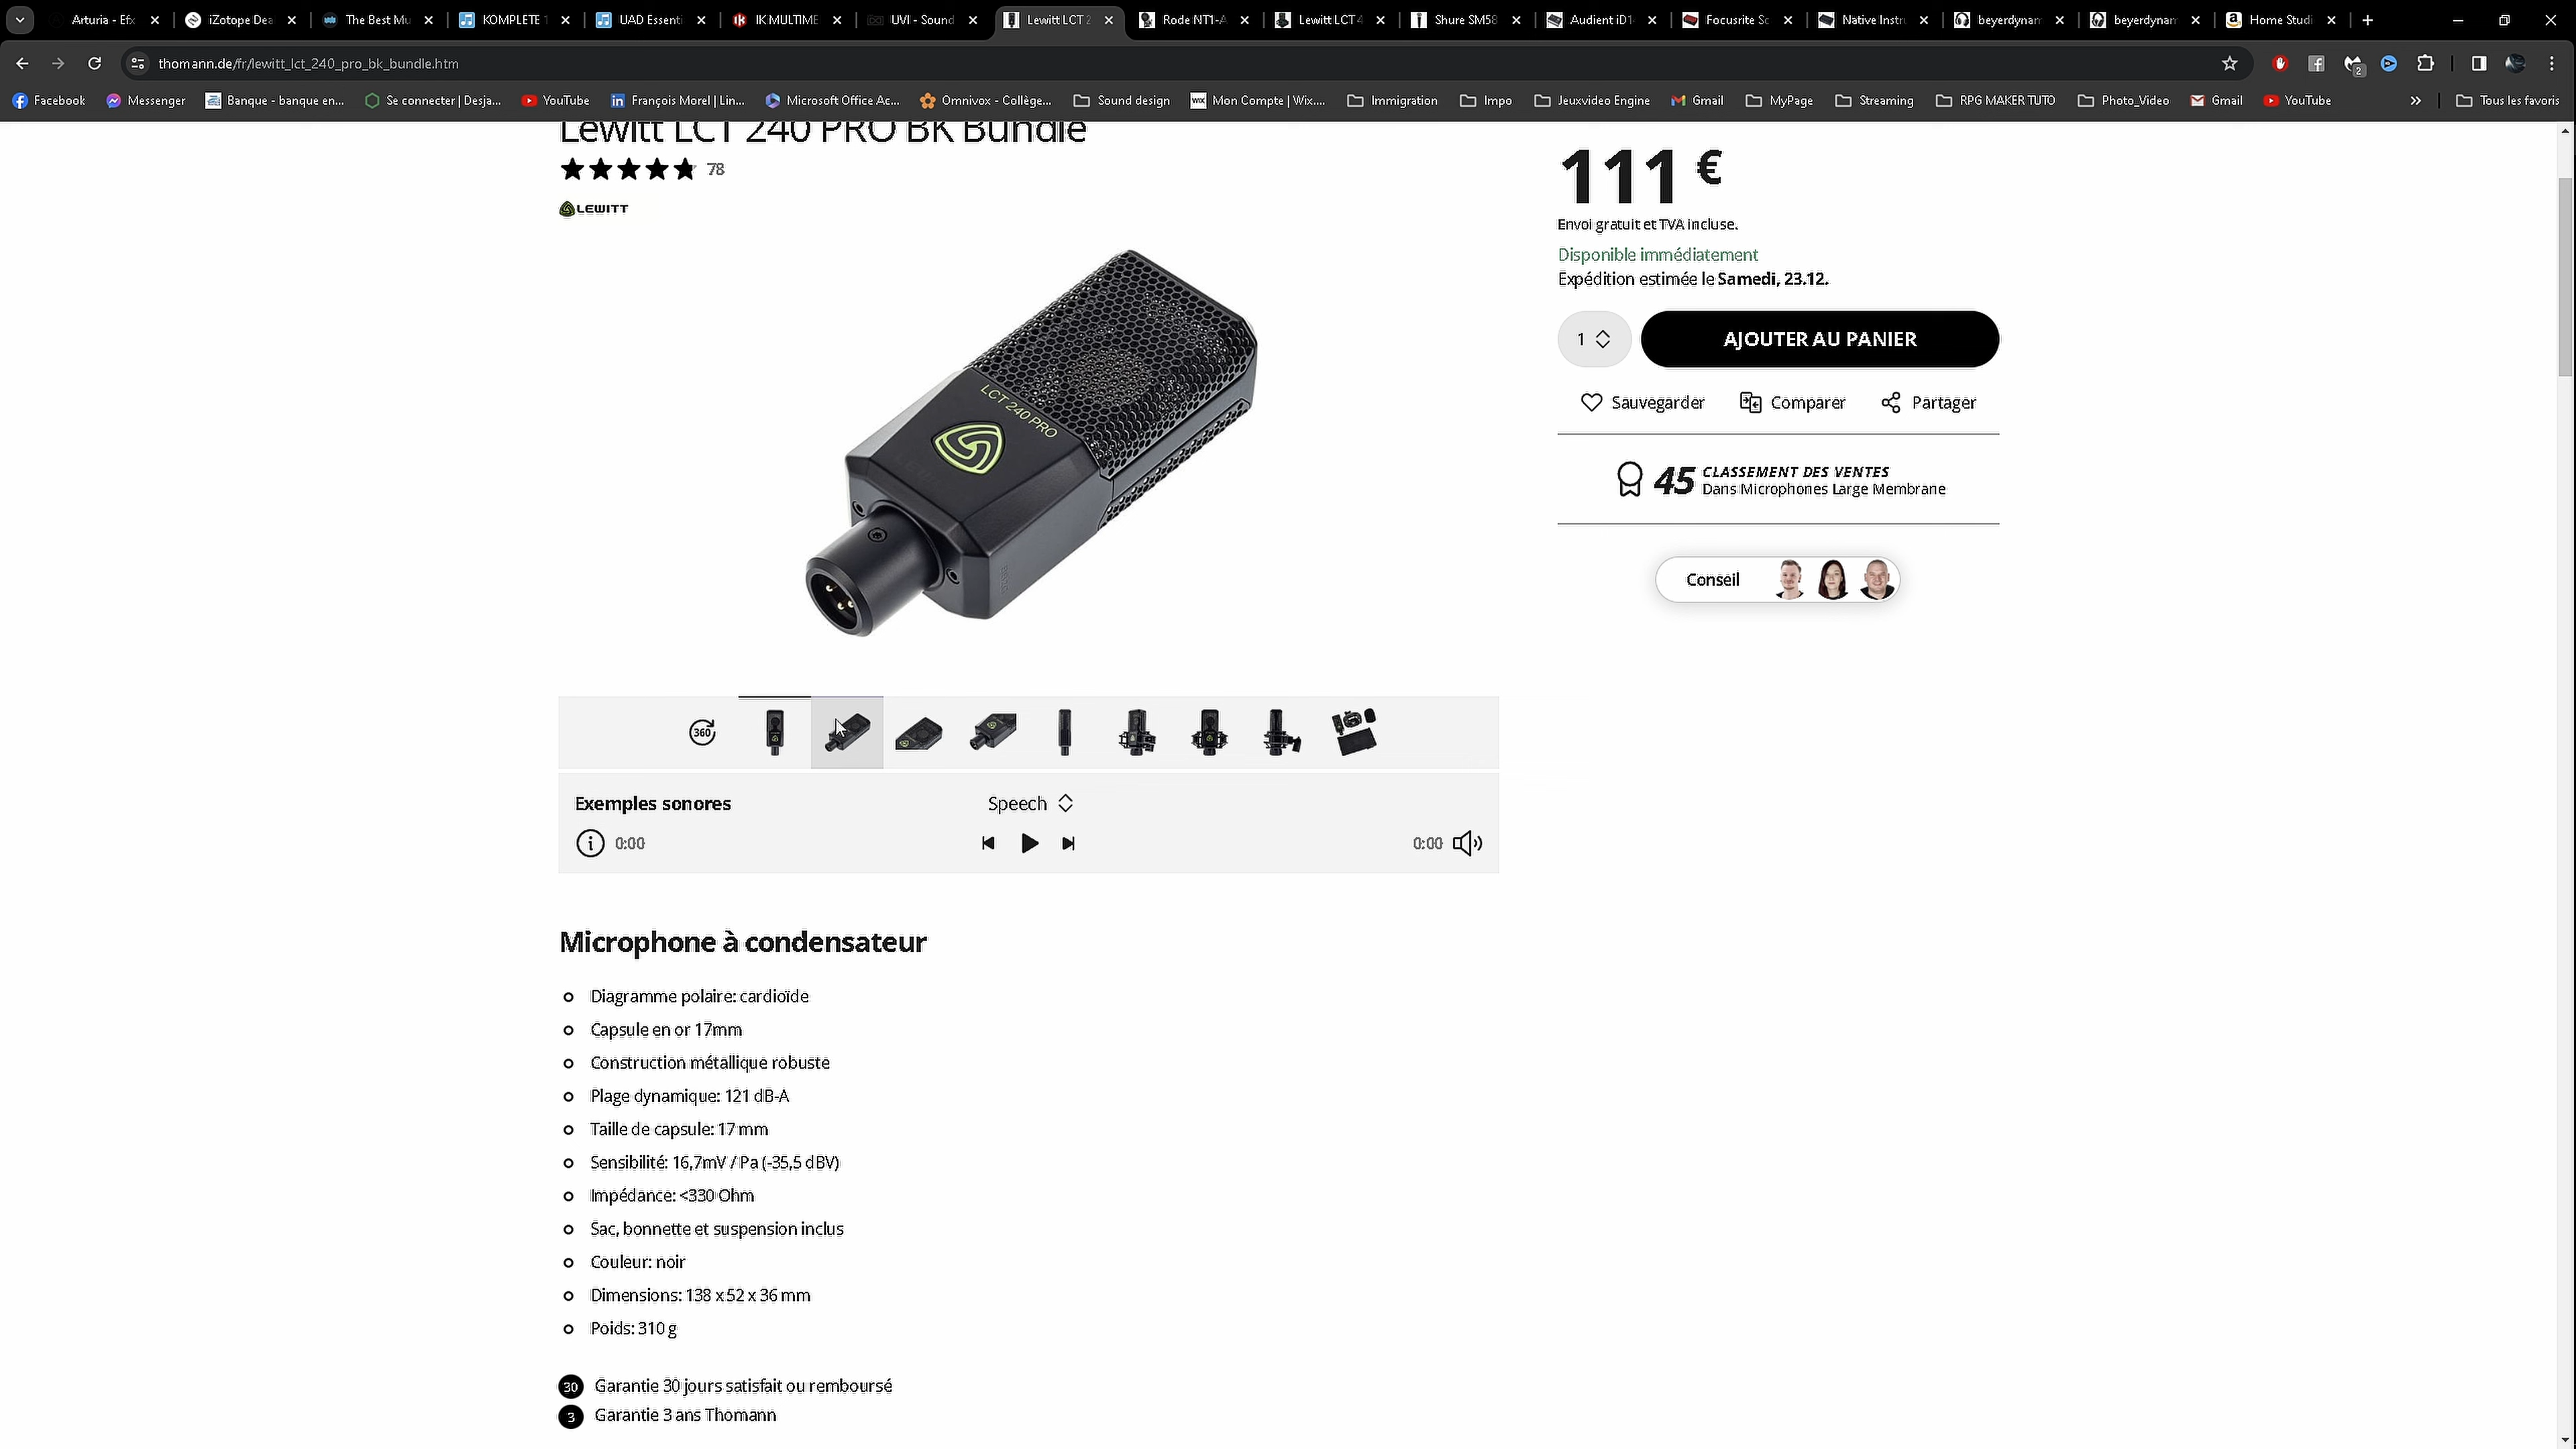 Arturia - Efx
iZotope Dea
The Best Mu
KOMPLETE 1
UAD Essenti
IK MULTIME
UVI - Sound
Lewitt LCT 2
Rode NT1-A
Lewitt LCT 4
Shure SM58
Audient iD1
Focusrite Sc
Native Instru
beyerdynam
beyerdynam
Home Studi
thomann.de/fr/lewitt_lct_240_pro_bk_bundle.htm
2
Facebook
Messenger
Banque - banque en...
Se connecter | Desja...
YouTube
François Morel | Lin...
Microsoft Office Ac...
Omnivox - Collège...
Sound design
WIX
Mon Compte | Wix....
Immigration
Impo
Jeuxvideo Engine
Gmail
MyPage
Streaming
RPG MAKER TUTO
Photo_Video
Gmail
YouTube
Tous les favoris
Lewitt LCT 240 PRO BK Bundle
78
LEWITT
LCT 240 PRO
111 €
Envoi gratuit et TVA incluse.
Disponible immédiatement
Expédition estimée le Samedi, 23.12.
1
AJOUTER AU PANIER
Sauvegarder
Comparer
Partager
45
CLASSEMENT DES VENTES
Dans Microphones Large Membrane
Conseil
360
Exemples sonores
Speech
0:00
0:00
Microphone à condensateur
Diagramme polaire: cardioïde
Capsule en or 17mm
Construction métallique robuste
Plage dynamique: 121 dB-A
Taille de capsule: 17 mm
Sensibilité: 16,7mV / Pa (-35,5 dBV)
Impédance: <330 Ohm
Sac, bonnette et suspension inclus
Couleur: noir
Dimensions: 138 x 52 x 36 mm
Poids: 310 g
30 Garantie 30 jours satisfait ou remboursé
3 Garantie 3 ans Thomann